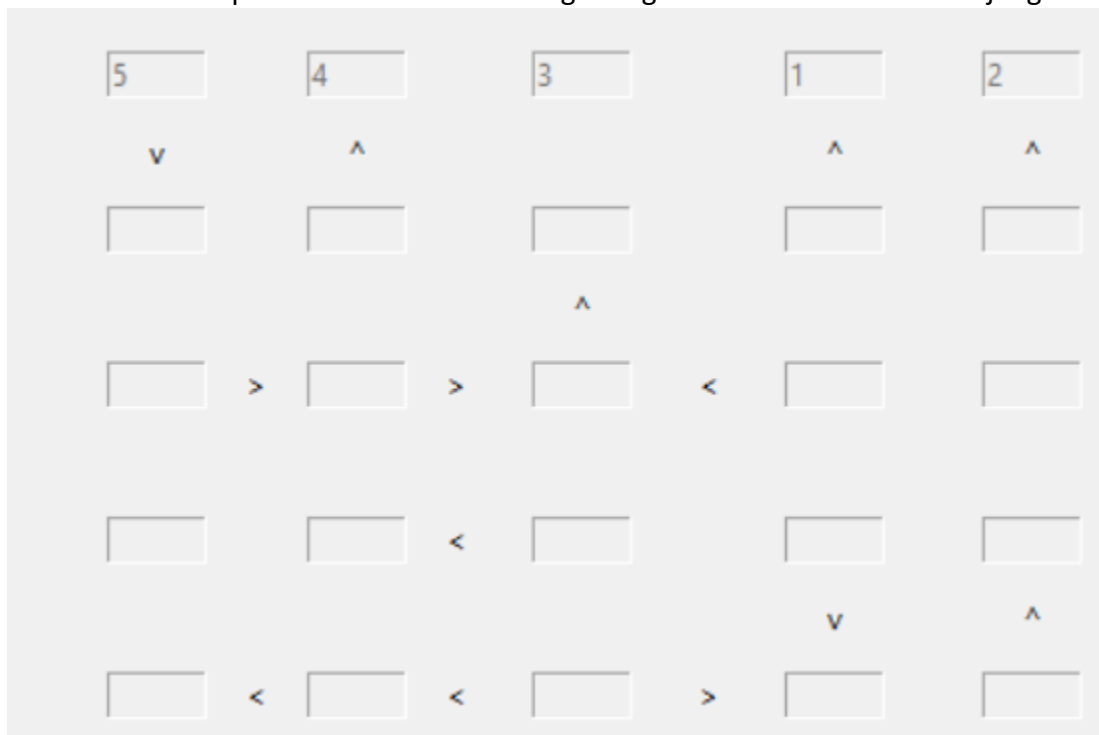 5 4 3 1 2
v ^ ^ ^
^
> > <
<
v ^
< < >